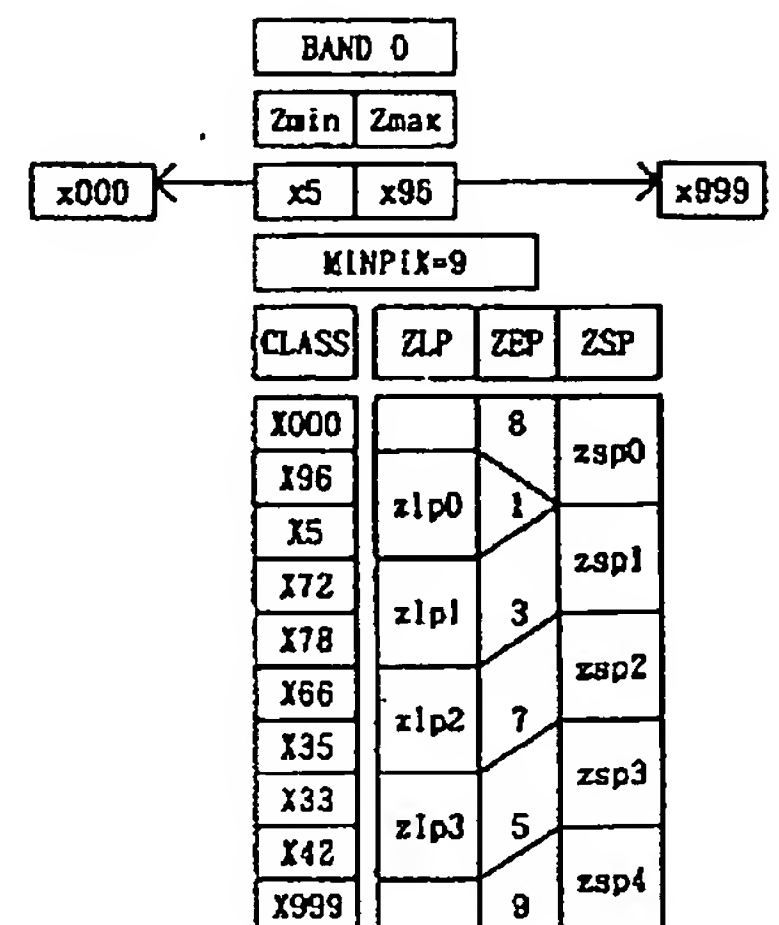 BAND 0
Zmin Zmax
x000 x5 x96 x999
MINPIX=9
CLASS ZLP ZEP ZSP
X000 8 zsp0
X96
zlp0 1
X5 zsp1
X72
zlp1 3
X78 zsp2
X66
zlp2 7
X35 zsp3
X33
zlp3 5
X42 zsp4
X999 9